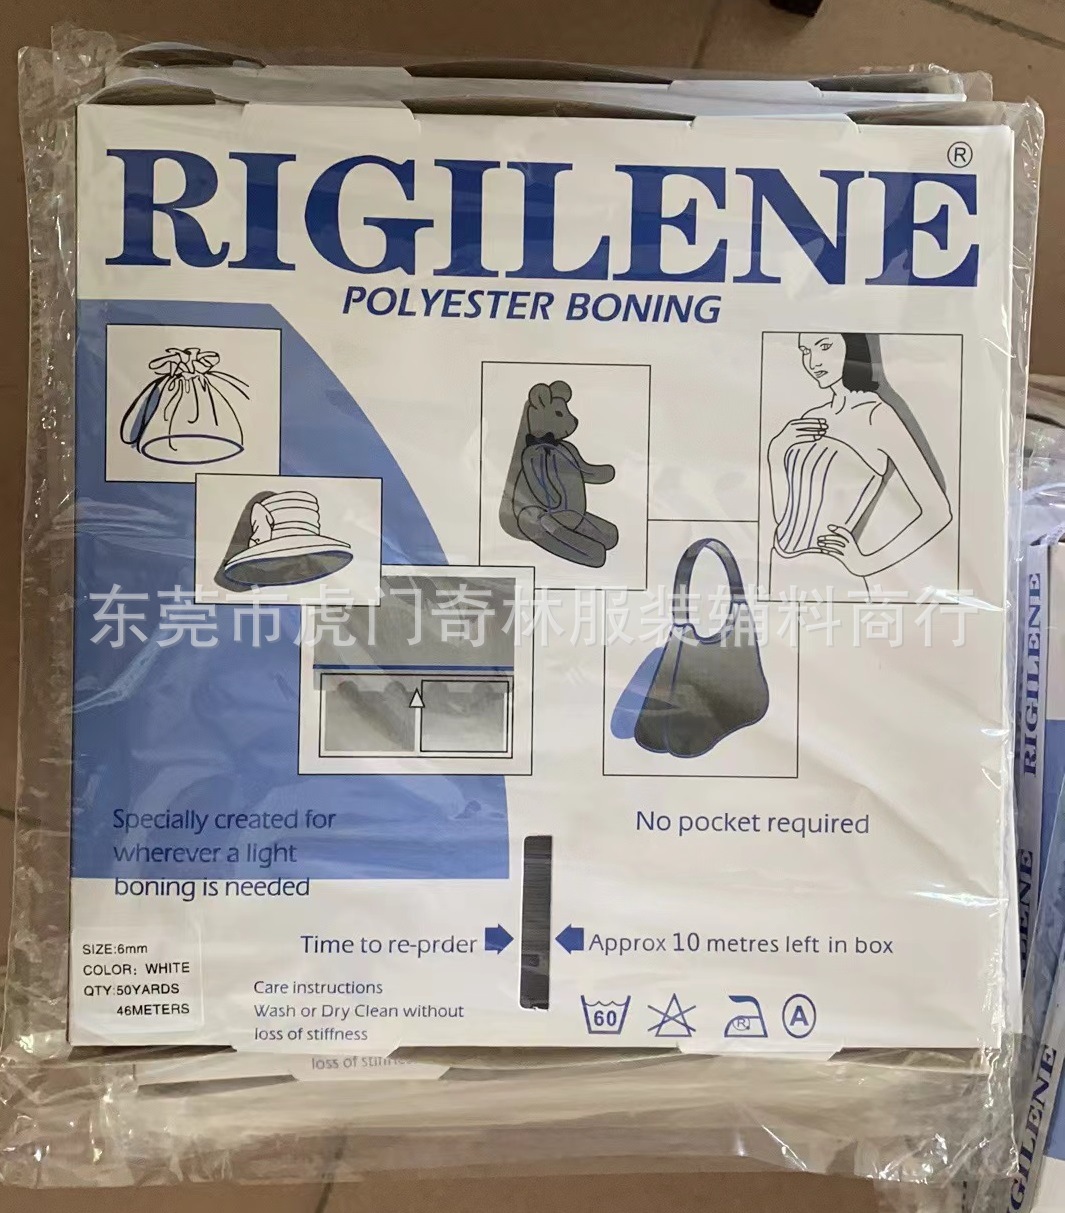 RIGILENE®
POLYESTER BONING
东莞市虎门奇林服装辅料商行
Specially created for
wherever a light
boning is needed
No pocket required
Time to re-prder
Approx 10 metres left in box
SIZE:6mm
COLOR: WHITE
QTY:50YARDS
46METERS
Care instructions
Wash or Dry Clean without
loss of stiffness
60
R
A
loss of stiffness
RIGILENE
RIGILENE